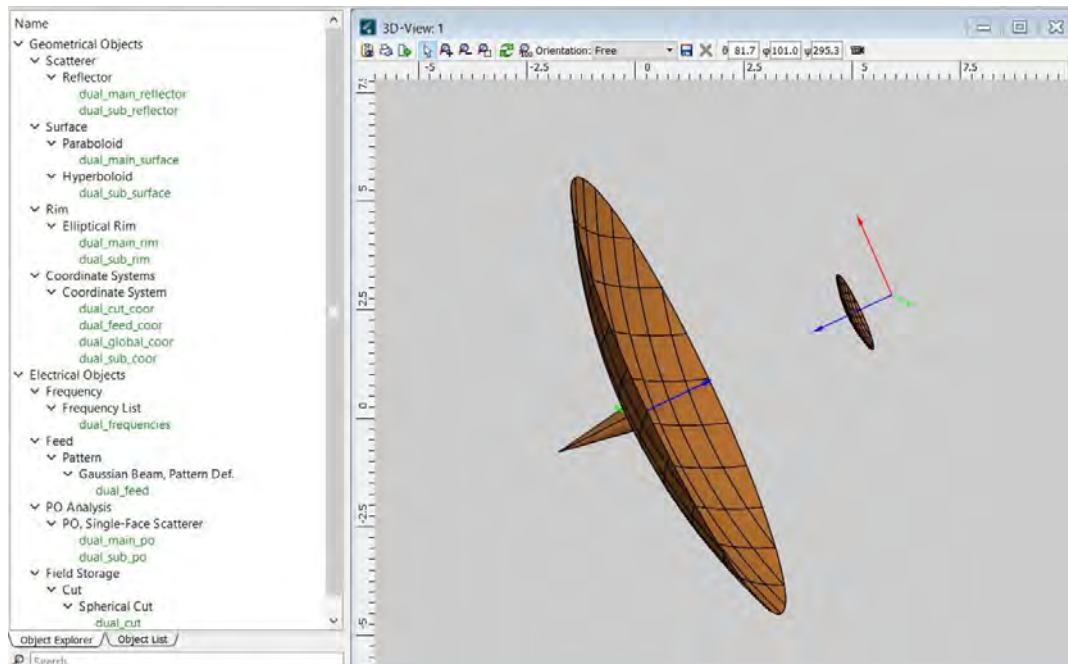 Name
Geometrical Objects
Scatterer
Reflector
dual_main_reflector
dual_sub_reflector
Surface
Paraboloid
dual_main_surface
Hyperboloid
dual_sub_surface
Rim
Elliptical Rim
dual_main_rim
dual_sub_rim
Coordinate Systems
Coordinate System
dual_cut_coor
dual_feed_coor
dual_global_coor
dual_sub_coor
Electrical Objects
Frequency
Frequency List
dual_frequencies
Feed
Pattern
Gaussian Beam, Pattern Def.
dual_feed
PO Analysis
PO, Single-Face Scatterer
dual_main_po
dual_sub_po
Field Storage
Cut
Spherical Cut
dual_cut
Object Explorer Object List
Search
3D-View: 1
Orientation: Free θ 81.7 φ 101.0 ψ 295.3
-5 -2.5 0 2.5 5 7.5
7.5
5
2.5
0
-2.5
-5